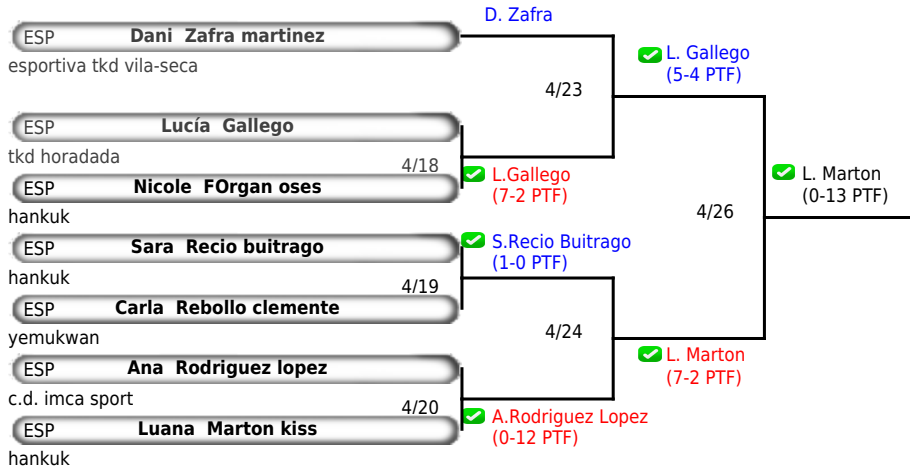 D. Zafra
ESP Dani Zafra martinez
esportiva tkd vila-seca
L. Gallego
(5-4 PTF)
4/23
ESP Lucía Gallego
tkd horadada
4/18
ESP Nicole FOrgan oses
hankuk
L.Gallego
(7-2 PTF)
L. Marton
(0-13 PTF)
4/26
ESP Sara Recio buitrago
hankuk
S.Recio Buitrago
(1-0 PTF)
4/19
ESP Carla Rebollo clemente
yemukwan
4/24
L. Marton
(7-2 PTF)
ESP Ana Rodriguez lopez
c.d. imca sport
4/20
ESP Luana Marton kiss
hankuk
A.Rodriguez Lopez
(0-12 PTF)